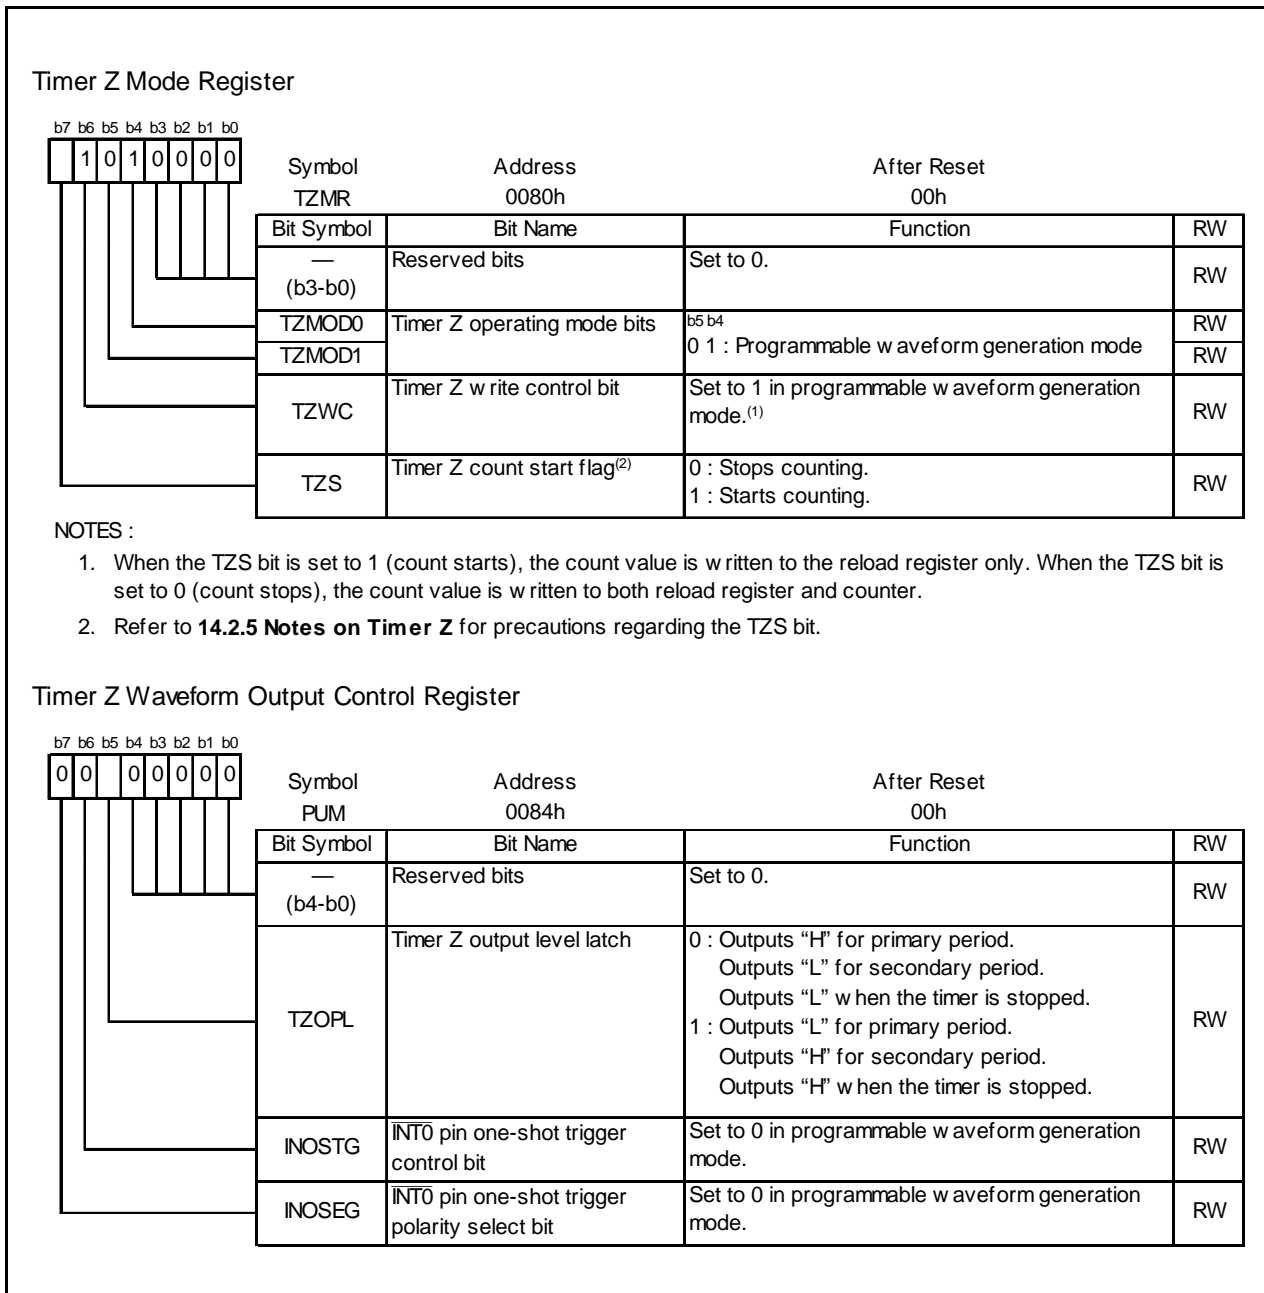 Timer Z Mode Register
b7 b6 b5 b4 b3 b2 b1 b0
1 0 1 0 0 0 0
Symbol Address After Reset
TZMR 0080h 00h
Bit Symbol Bit Name Function RW
— Reserved bits Set to 0. RW
(b3-b0)
TZMOD0 Timer Z operating mode bits b5 b4 RW
TZMOD1 0 1 : Programmable waveform generation mode RW
TZWC Timer Z write control bit Set to 1 in programmable waveform generation RW
mode.(1)
TZS Timer Z count start flag(2) 0 : Stops counting. RW
1 : Starts counting.
NOTES :
1. When the TZS bit is set to 1 (count starts), the count value is written to the reload register only. When the TZS bit is
set to 0 (count stops), the count value is written to both reload register and counter.
2. Refer to 14.2.5 Notes on Timer Z for precautions regarding the TZS bit.
Timer Z Waveform Output Control Register
b7 b6 b5 b4 b3 b2 b1 b0
0 0 0 0 0 0 0
Symbol Address After Reset
PUM 0084h 00h
Bit Symbol Bit Name Function RW
— Reserved bits Set to 0. RW
(b4-b0)
TZOPL Timer Z output level latch 0 : Outputs “H” for primary period. RW
Outputs “L” for secondary period.
Outputs “L” when the timer is stopped.
1 : Outputs “L” for primary period.
Outputs “H” for secondary period.
Outputs “H” when the timer is stopped.
INOSTG INT0 pin one-shot trigger Set to 0 in programmable waveform generation RW
control bit mode.
INOSEG INT0 pin one-shot trigger Set to 0 in programmable waveform generation RW
polarity select bit mode.